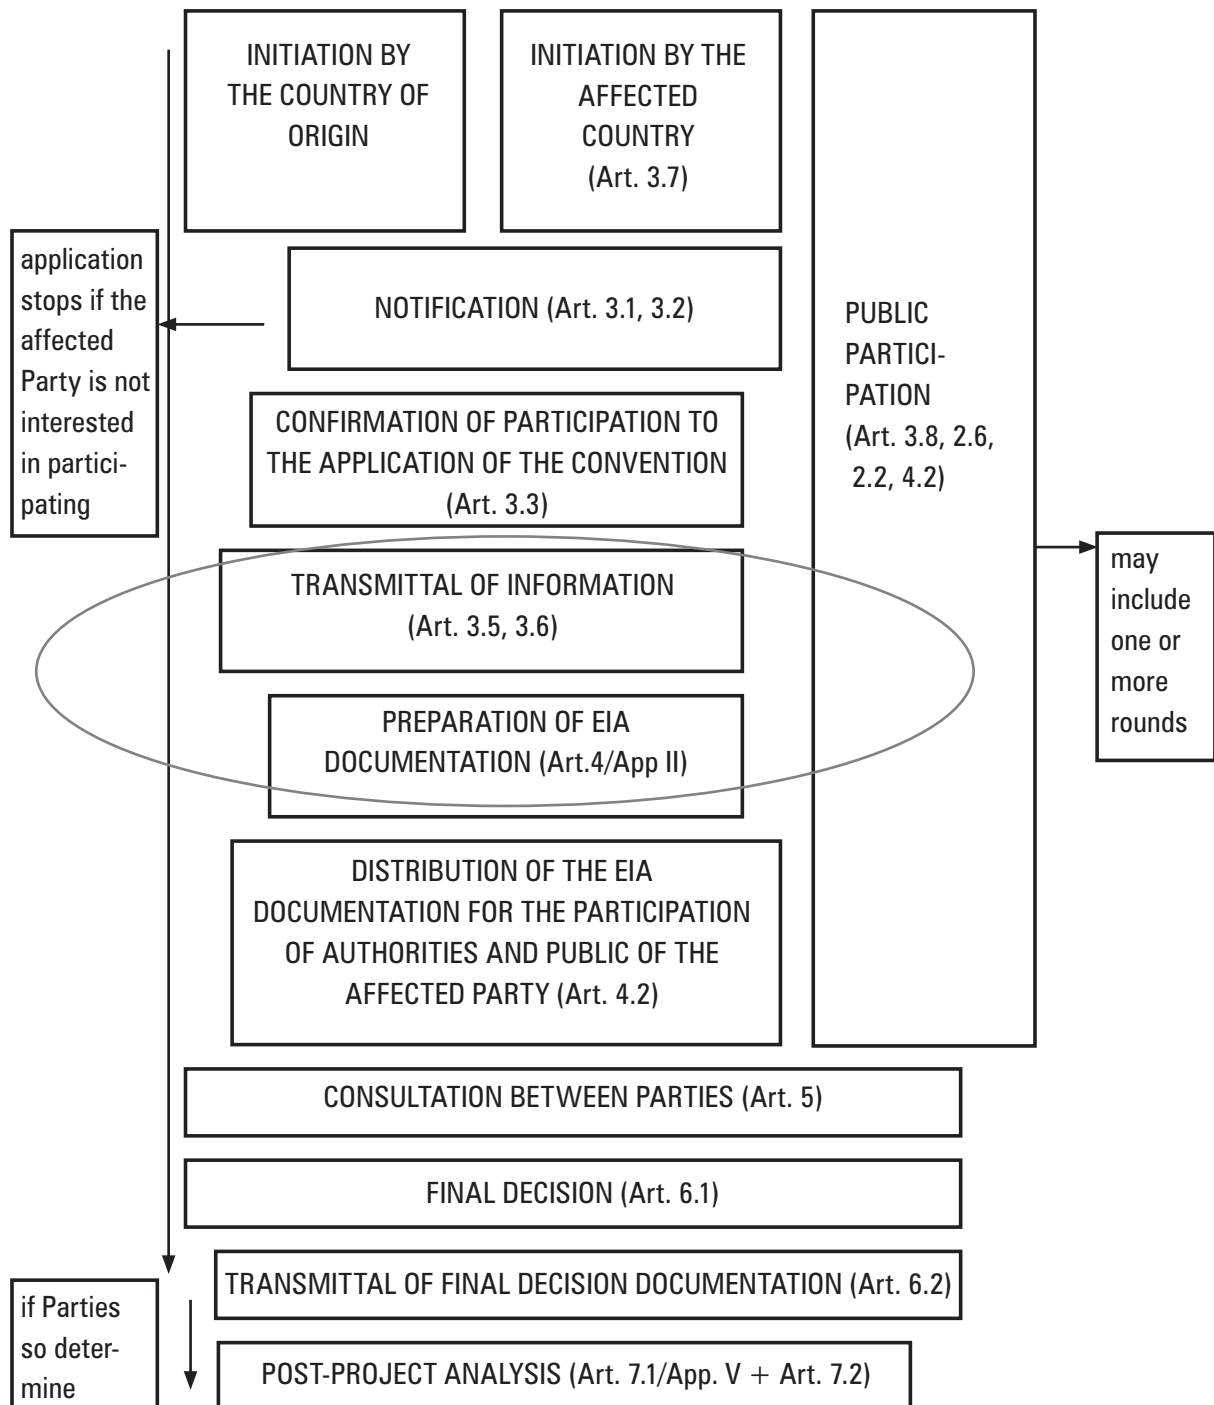 INITIATION BY
THE COUNTRY OF
ORIGIN
INITIATION BY THE
AFFECTED
COUNTRY
(Art. 3.7)
application
stops if the
affected
Party is not
interested
in partici-
pating
NOTIFICATION (Art. 3.1, 3.2)
PUBLIC
PARTICI-
PATION
(Art. 3.8, 2.6,
2.2, 4.2)
CONFIRMATION OF PARTICIPATION TO
THE APPLICATION OF THE CONVENTION
(Art. 3.3)
TRANSMITTAL OF INFORMATION
(Art. 3.5, 3.6)
may
include
one or
more
rounds
PREPARATION OF EIA
DOCUMENTATION (Art.4/App II)
DISTRIBUTION OF THE EIA
DOCUMENTATION FOR THE PARTICIPATION
OF AUTHORITIES AND PUBLIC OF THE
AFFECTED PARTY (Art. 4.2)
CONSULTATION BETWEEN PARTIES (Art. 5)
FINAL DECISION (Art. 6.1)
TRANSMITTAL OF FINAL DECISION DOCUMENTATION (Art. 6.2)
if Parties
so deter-
mine
POST-PROJECT ANALYSIS (Art. 7.1/App. V + Art. 7.2)